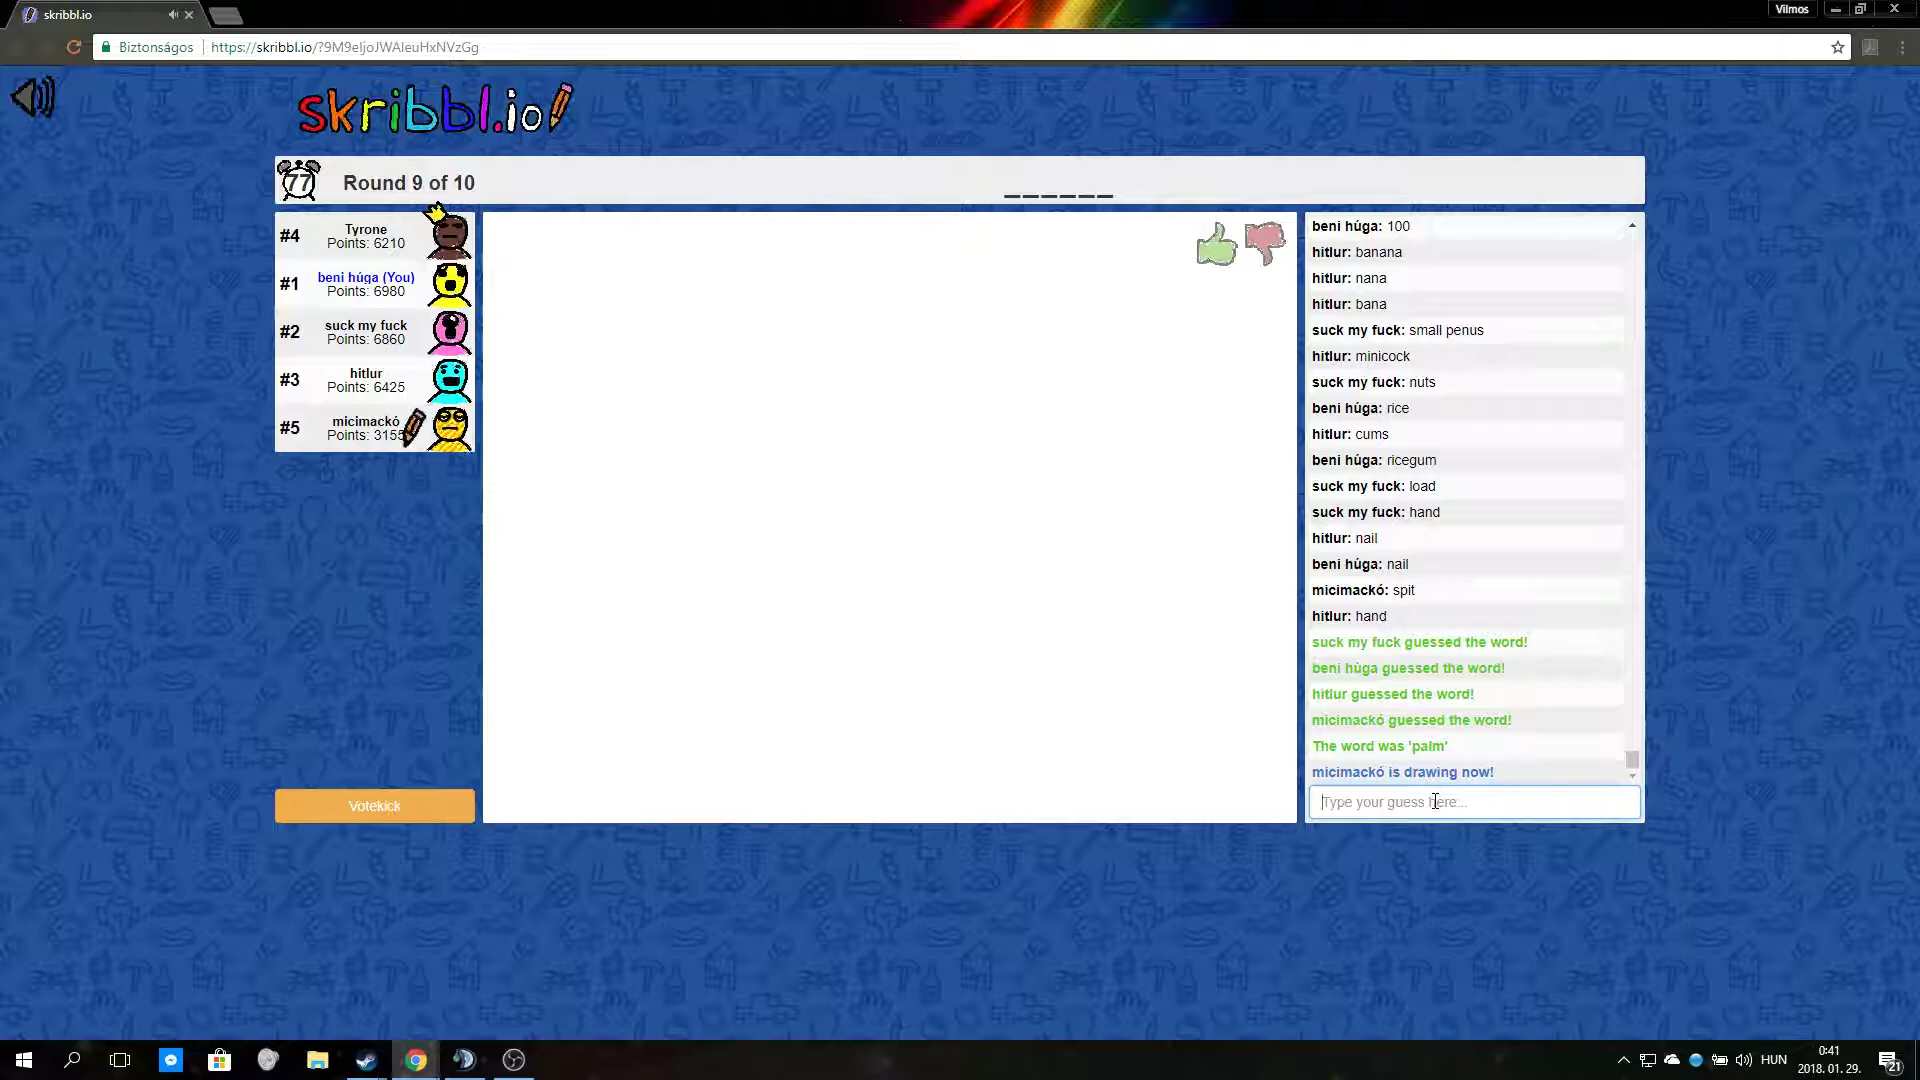 skribbl.io
Vilmos
Biztonságos
https://skribbl.io/?9M9eljoJWAleuHxNVzGg
skribbl.io
77
Round 9 of 10
______
#4
Tyrone
Points: 6210
#1
beni húga (You)
Points: 6980
#2
suck my fuck
Points: 6860
#3
hitlur
Points: 6425
#5
micimackó
Points: 3155
Votekick
beni húga: 100
hitlur: banana
hitlur: nana
hitlur: bana
suck my fuck: small penus
hitlur: minicock
suck my fuck: nuts
beni húga: rice
hitlur: cums
beni húga: ricegum
suck my fuck: load
suck my fuck: hand
hitlur: nail
beni húga: nail
micimackó: spit
hitlur: hand
suck my fuck guessed the word!
beni húga guessed the word!
hitlur guessed the word!
micimackó guessed the word!
The word was 'palm'
micimackó is drawing now!
Type your guess here...
HUN
0:41
2018. 01. 29.
21